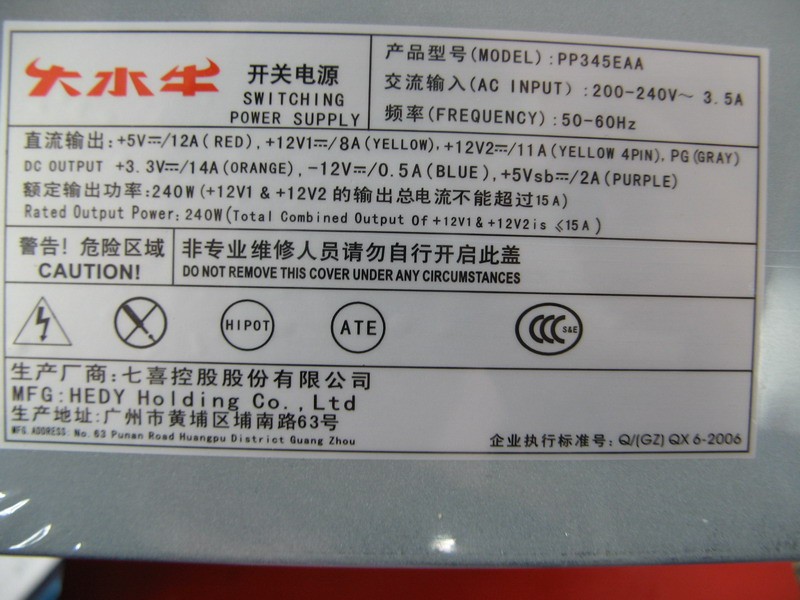 大水牛
开关电源
SWITCHING
POWER SUPPLY
产品型号(MODEL):PP345EAA
交流输入(AC INPUT):200-240V～ 3.5A
频率(FREQUENCY):50-60Hz
直流输出:+5V⎓/12A(RED),+12V1⎓/8A(YELLOW),+12V2⎓/11A(YELLOW 4PIN),PG(GRAY)
DC OUTPUT +3.3V⎓/14A(ORANGE),-12V⎓/0.5A(BLUE),+5Vsb⎓/2A(PURPLE)
额定输出功率:240W(+12V1&+12V2的输出总电流不能超过15A)
Rated Output Power:240W(Total Combined Output Of +12V1&+12V2is ≤15A)
警告!危险区域
CAUTION!
非专业维修人员请勿自行开启此盖
DO NOT REMOVE THIS COVER UNDER ANY CIRCUMSTANCES
HIPOT
ATE
CCC S&E
生产厂商:七喜控股股份有限公司
MFG:HEDY Holding Co.,Ltd
生产地址:广州市黄埔区埔南路63号
MFG. ADDRESS: No.63 Punan Road Huangpu District Guang Zhou
企业执行标准号:Q/(GZ) QX 6-2006